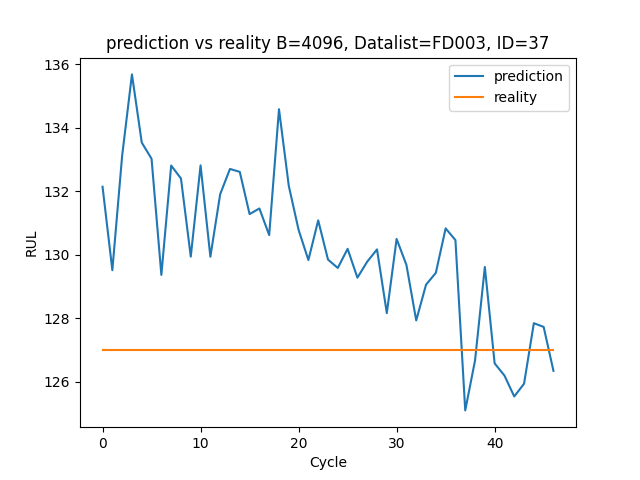 prediction vs reality B=4096, Datalist=FD003, ID=37
136
134
132
130
128
126
RUL
prediction
reality
0
10
20
30
40
Cycle